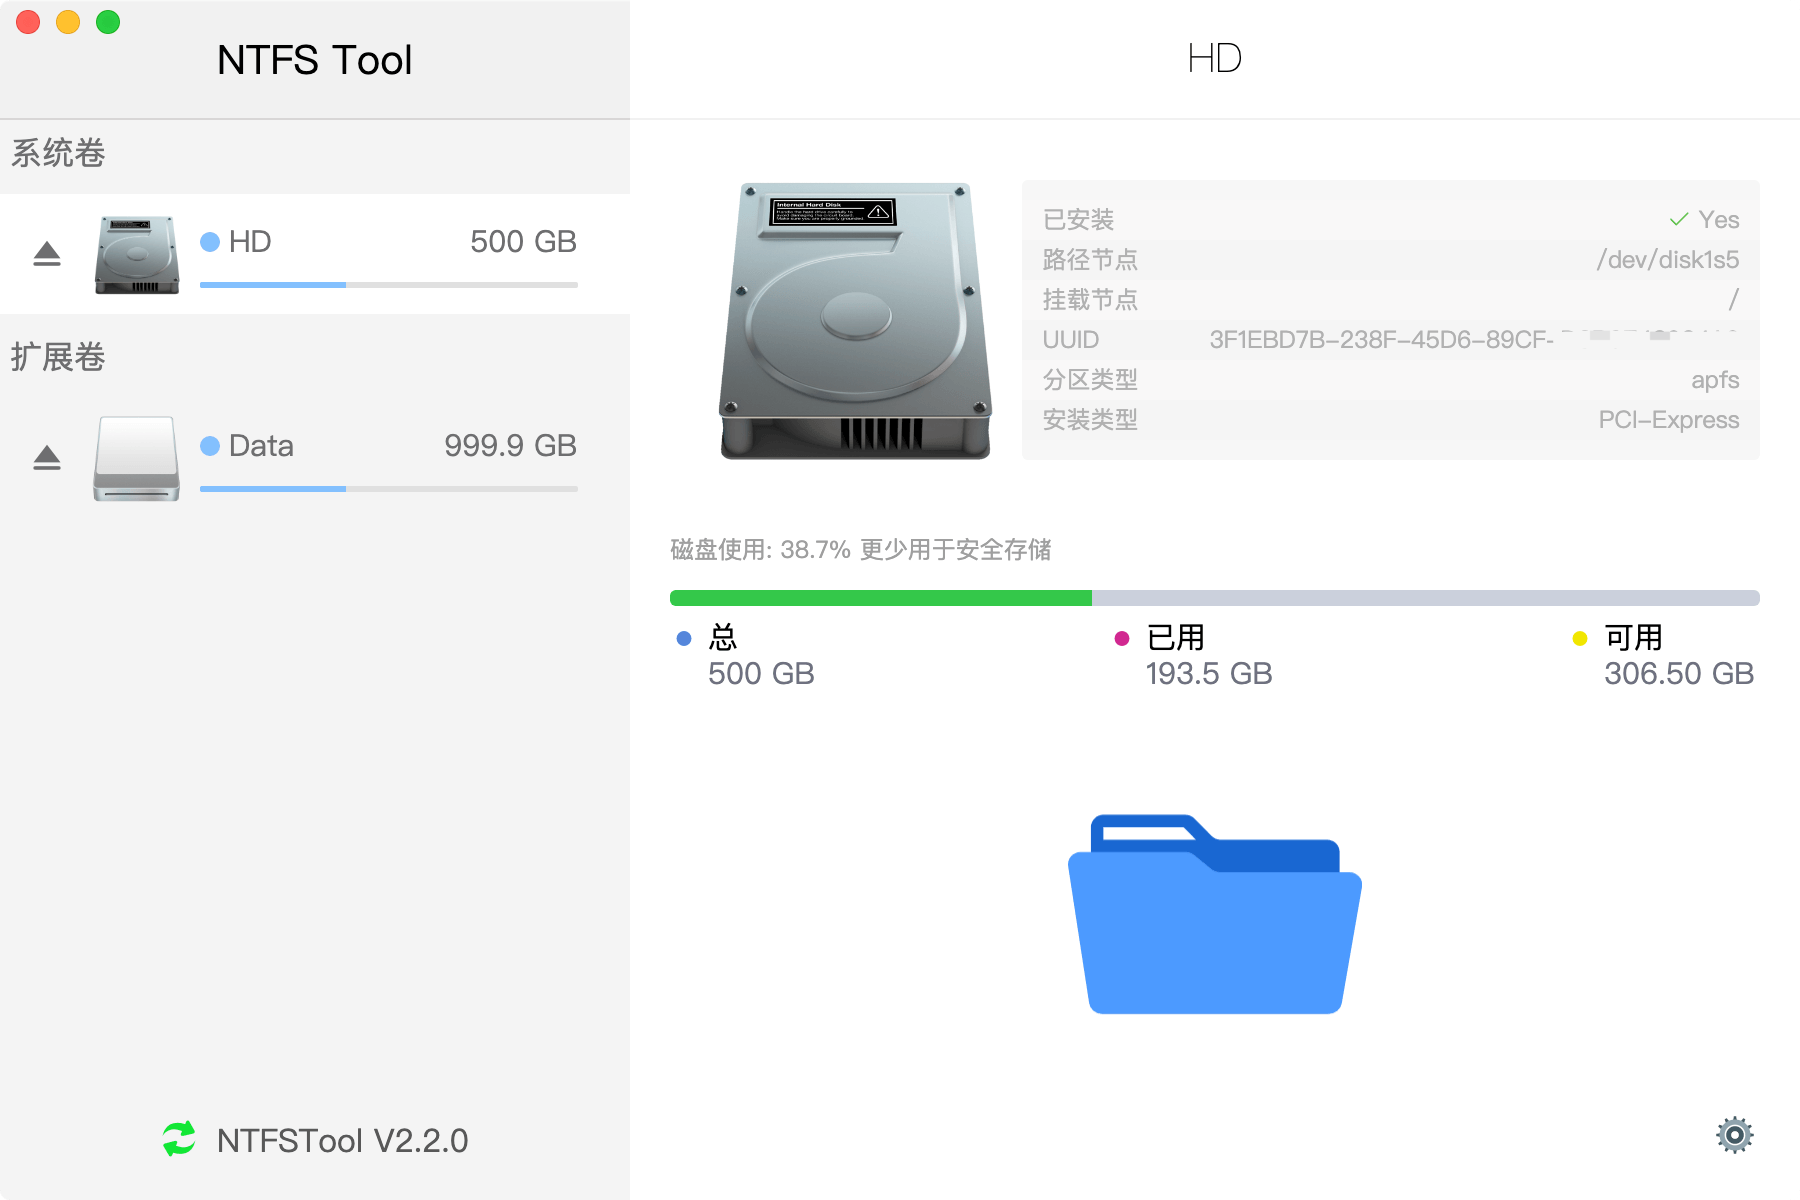 NTFS Tool
HD
系统卷
HD 500 GB
扩展卷
Data 999.9 GB
Internal Hard Disk
已安装 Yes
路径节点 /dev/disk1s5
挂载节点 /
UUID 3F1EBD7B-238F-45D6-89CF-
分区类型 apfs
安装类型 PCI-Express
磁盘使用: 38.7% 更少用于安全存储
总
500 GB
已用
193.5 GB
可用
306.50 GB
NTFSTool V2.2.0